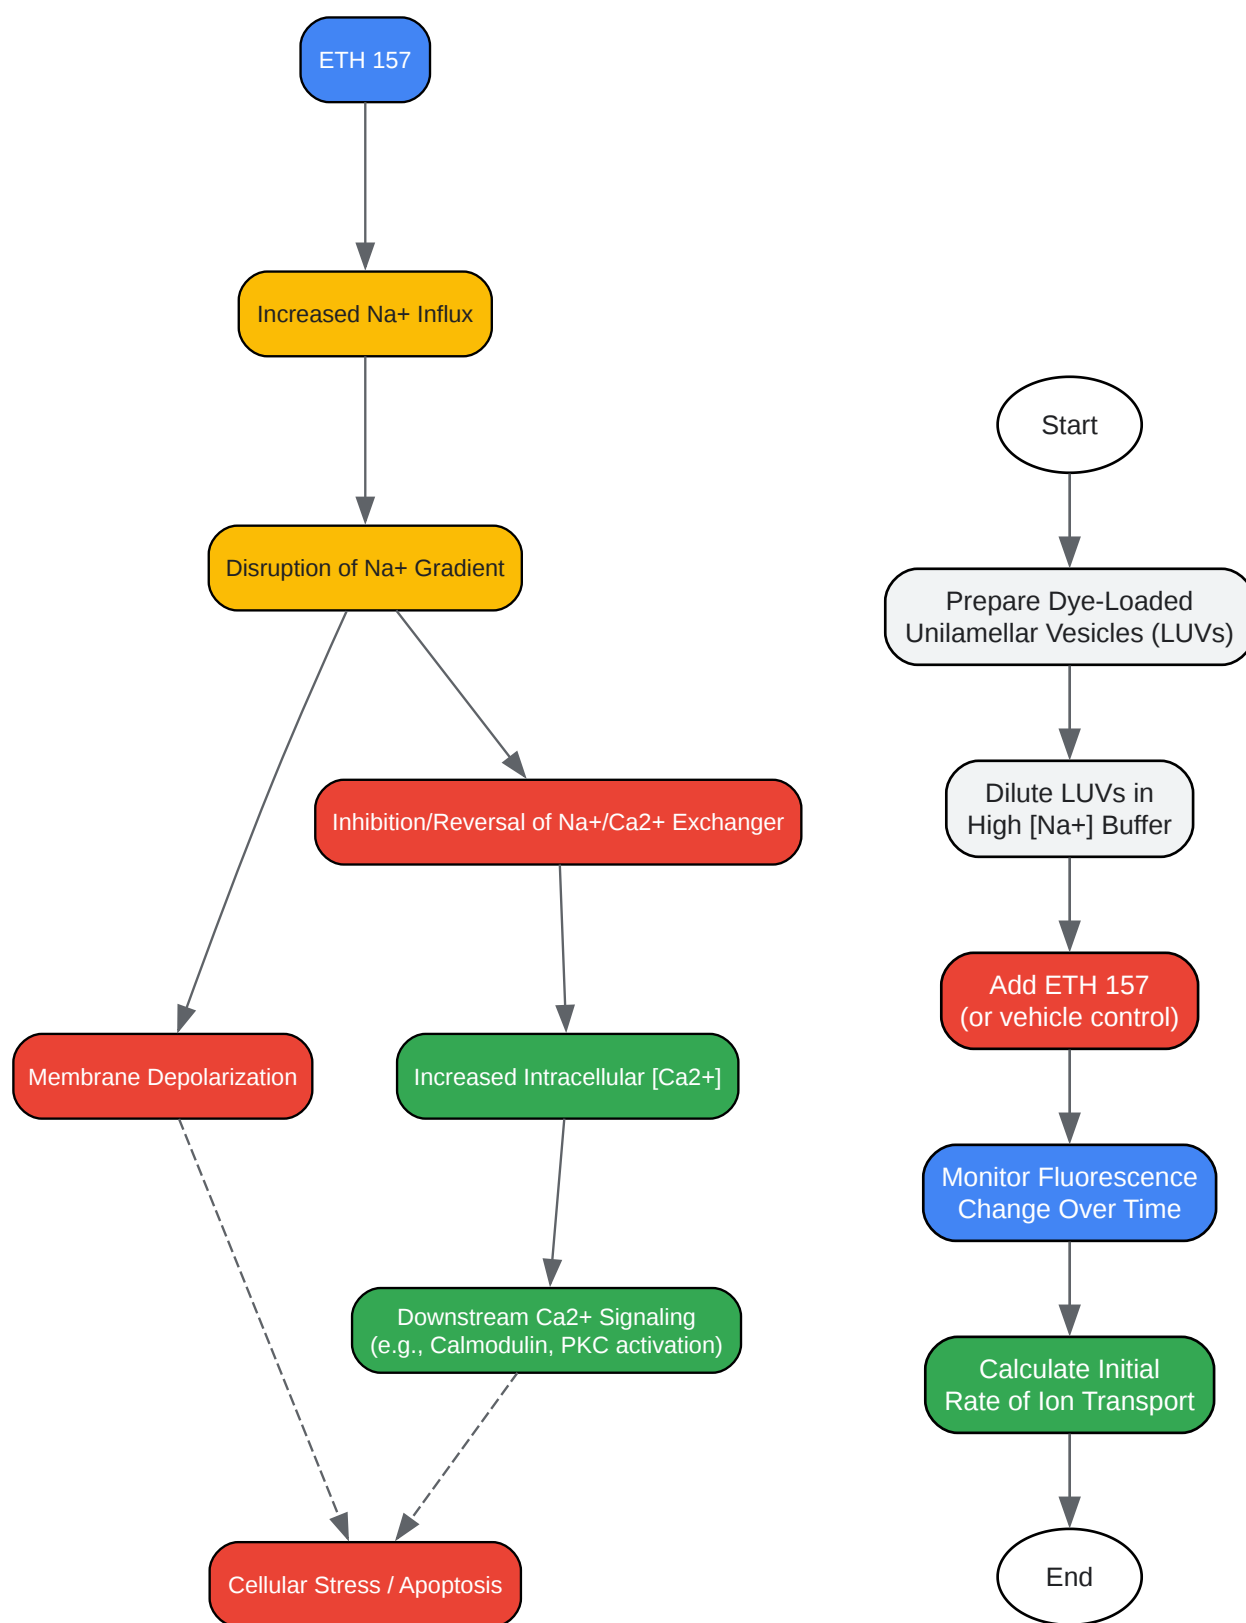 ETH 157
Increased Na+ Influx
Disruption of Na+ Gradient
Inhibition/Reversal of Na+/Ca2+ Exchanger
Membrane Depolarization
Increased Intracellular [Ca2+]
Downstream Ca2+ Signaling
(e.g., Calmodulin, PKC activation)
Cellular Stress / Apoptosis
Start
Prepare Dye-Loaded
Unilamellar Vesicles (LUVs)
Dilute LUVs in
High [Na+] Buffer
Add ETH 157
(or vehicle control)
Monitor Fluorescence
Change Over Time
Calculate Initial
Rate of Ion Transport
End